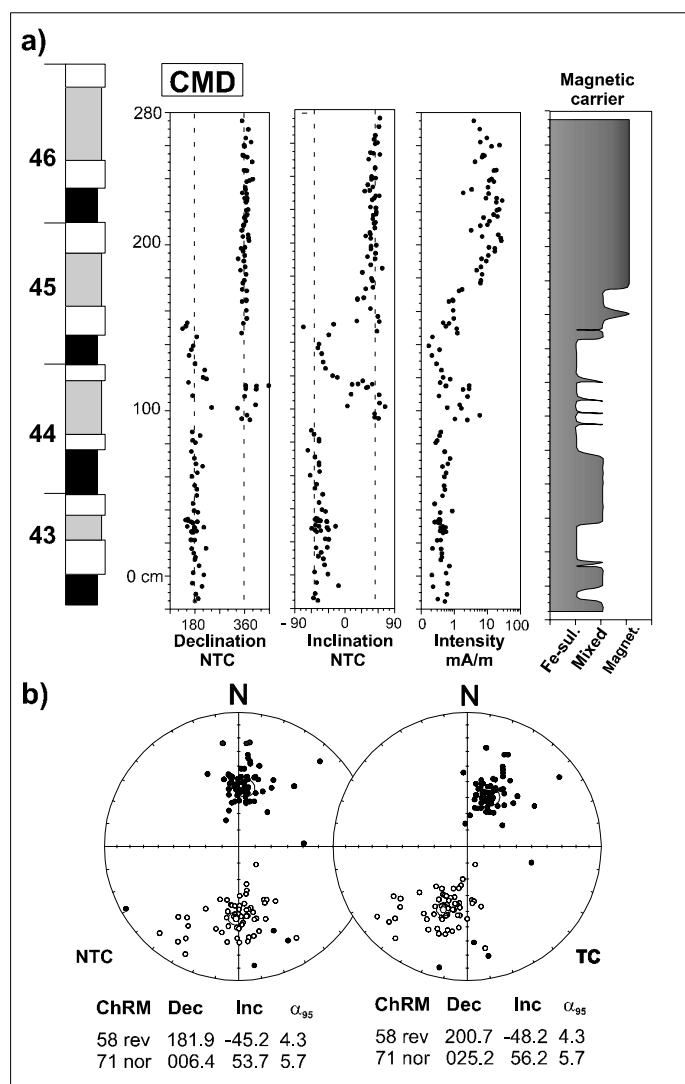 a)
CMD
Magnetic
carrier
46
45
44
43
280
200
100
0 cm
180 360
Declination
NTC
-90 0 90
Inclination
NTC
0 1 10 100
Intensity
mA/m
Fe-sul.
Mixed
Magnet.
b)
N N
NTC TC
ChRM Dec Inc α95
58 rev 181.9 -45.2 4.3
71 nor 006.4 53.7 5.7
ChRM Dec Inc α95
58 rev 200.7 -48.2 4.3
71 nor 025.2 56.2 5.7